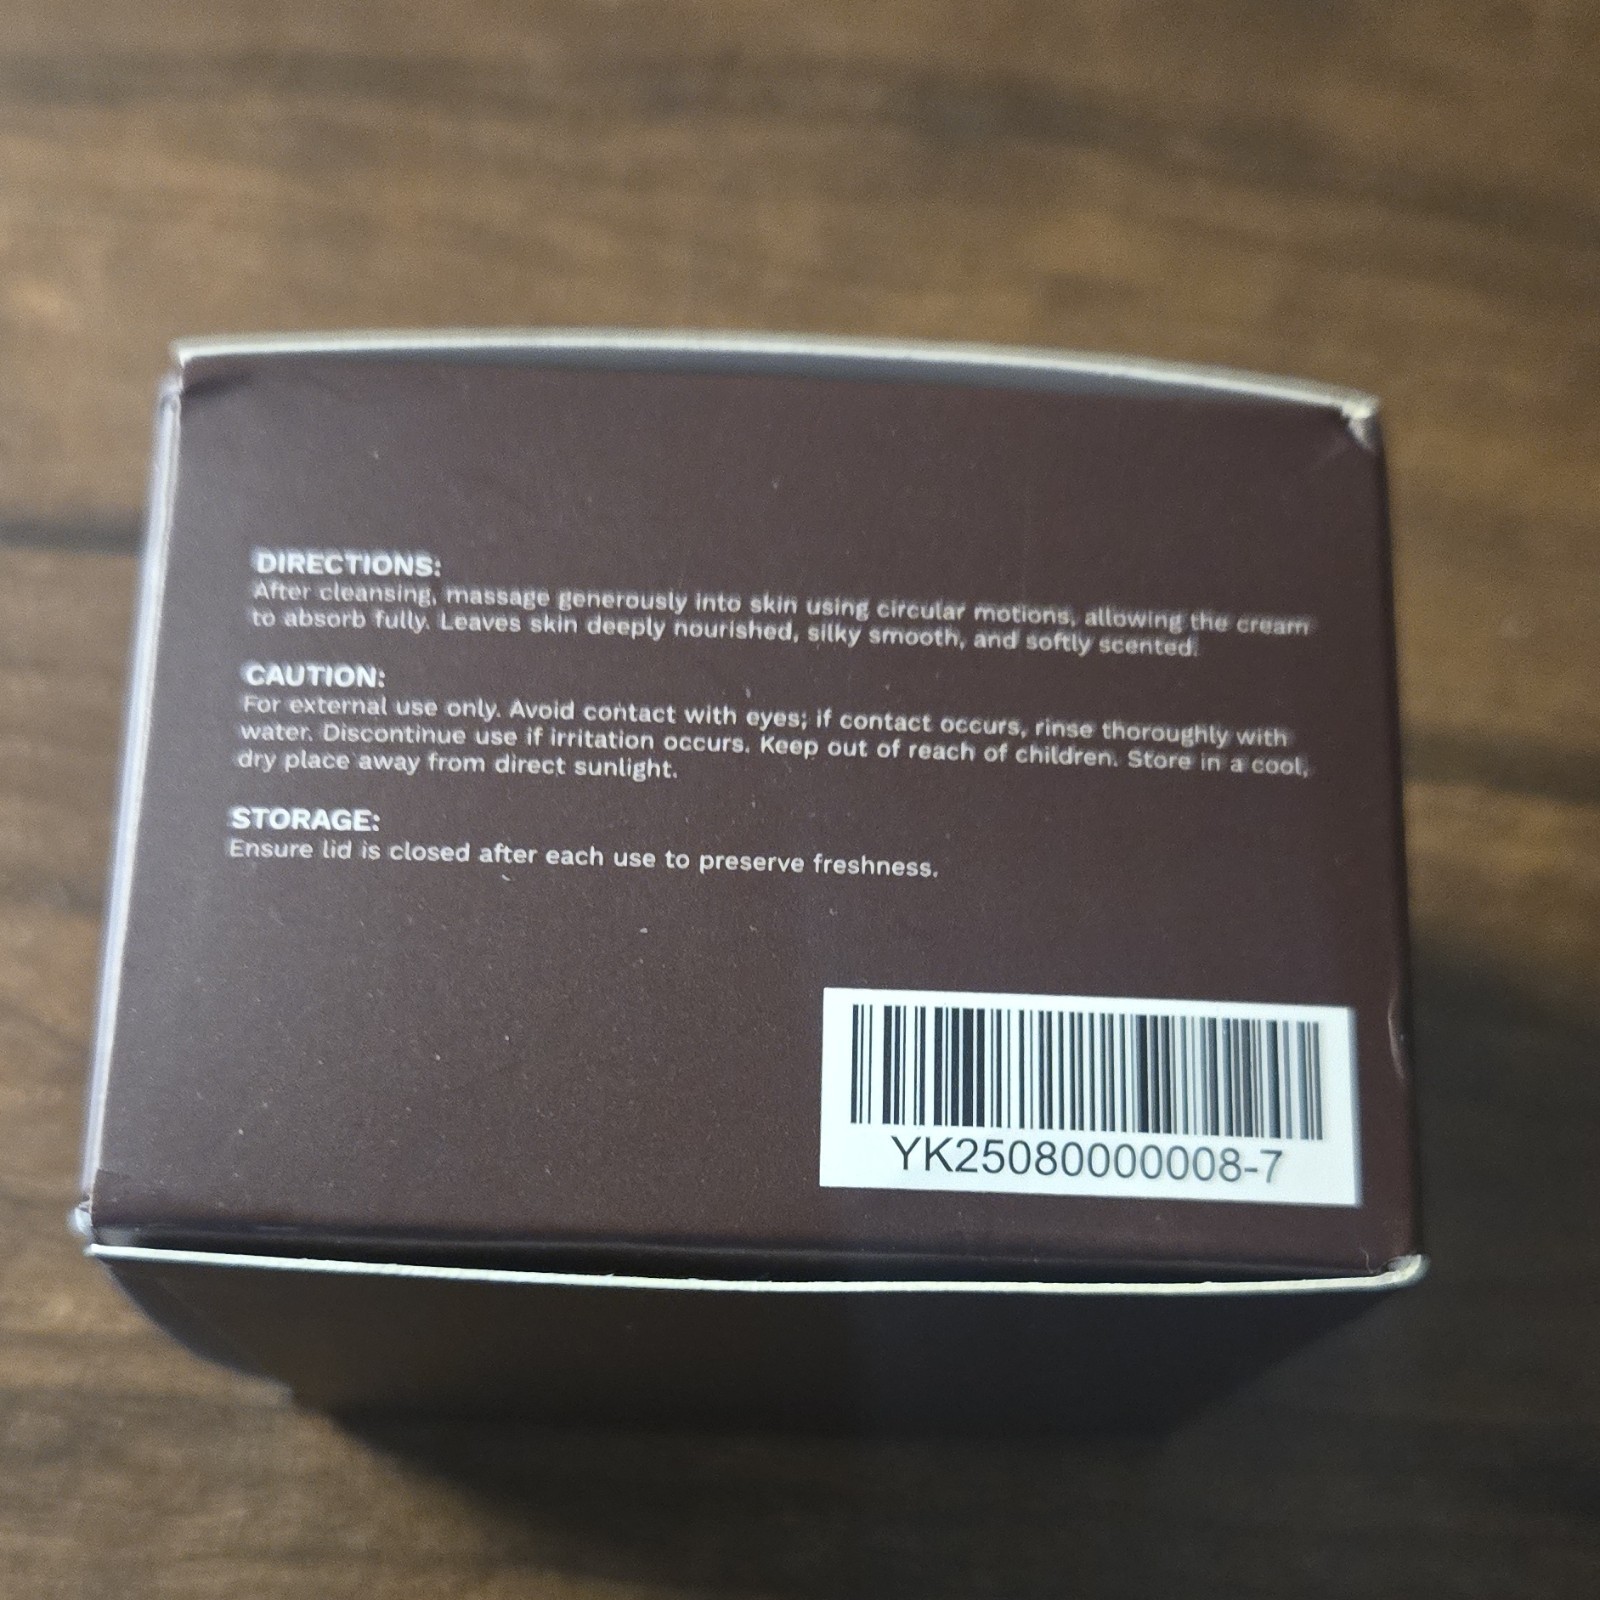 DIRECTIONS:
After cleansing, massage generously into skin using circular motions, allowing the cream
to absorb fully. Leaves skin deeply nourished, silky smooth, and softly scented.
CAUTION:
For external use only. Avoid contact with eyes; if contact occurs, rinse thoroughly with
water. Discontinue use if irritation occurs. Keep out of reach of children. Store in a cool,
dry place away from direct sunlight.
STORAGE:
Ensure lid is closed after each use to preserve freshness.
YK25080000008-7